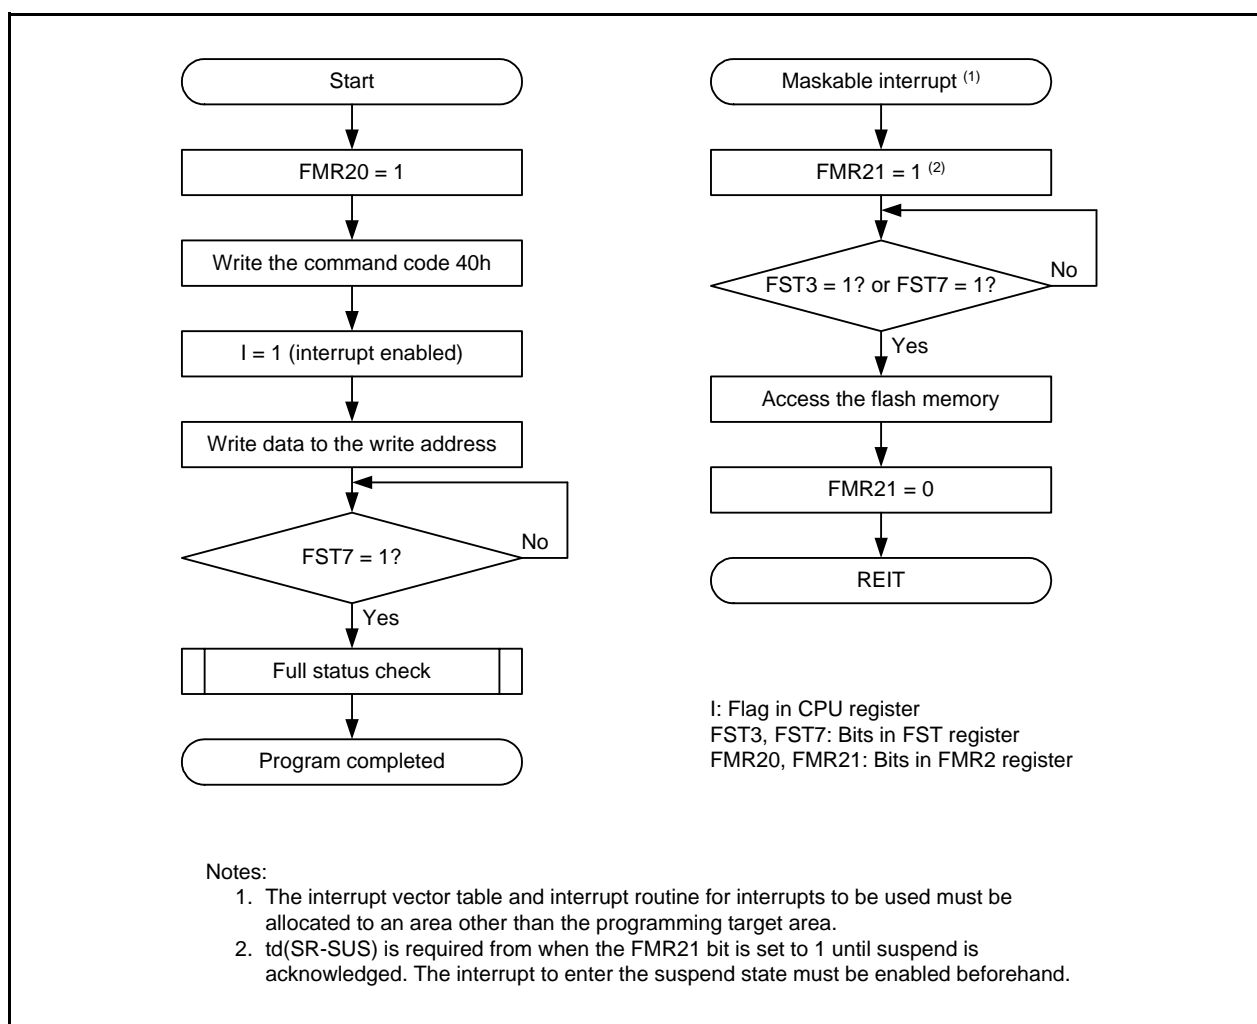 Start
FMR20 = 1
Write the command code 40h
I = 1 (interrupt enabled)
Write data to the write address
FST7 = 1?
No
Yes
Full status check
Program completed
Maskable interrupt (1)
FMR21 = 1 (2)
FST3 = 1? or FST7 = 1?
No
Yes
Access the flash memory
FMR21 = 0
REIT
I: Flag in CPU register
FST3, FST7: Bits in FST register
FMR20, FMR21: Bits in FMR2 register
Notes:
1. The interrupt vector table and interrupt routine for interrupts to be used must be
allocated to an area other than the programming target area.
2. td(SR-SUS) is required from when the FMR21 bit is set to 1 until suspend is
acknowledged. The interrupt to enter the suspend state must be enabled beforehand.